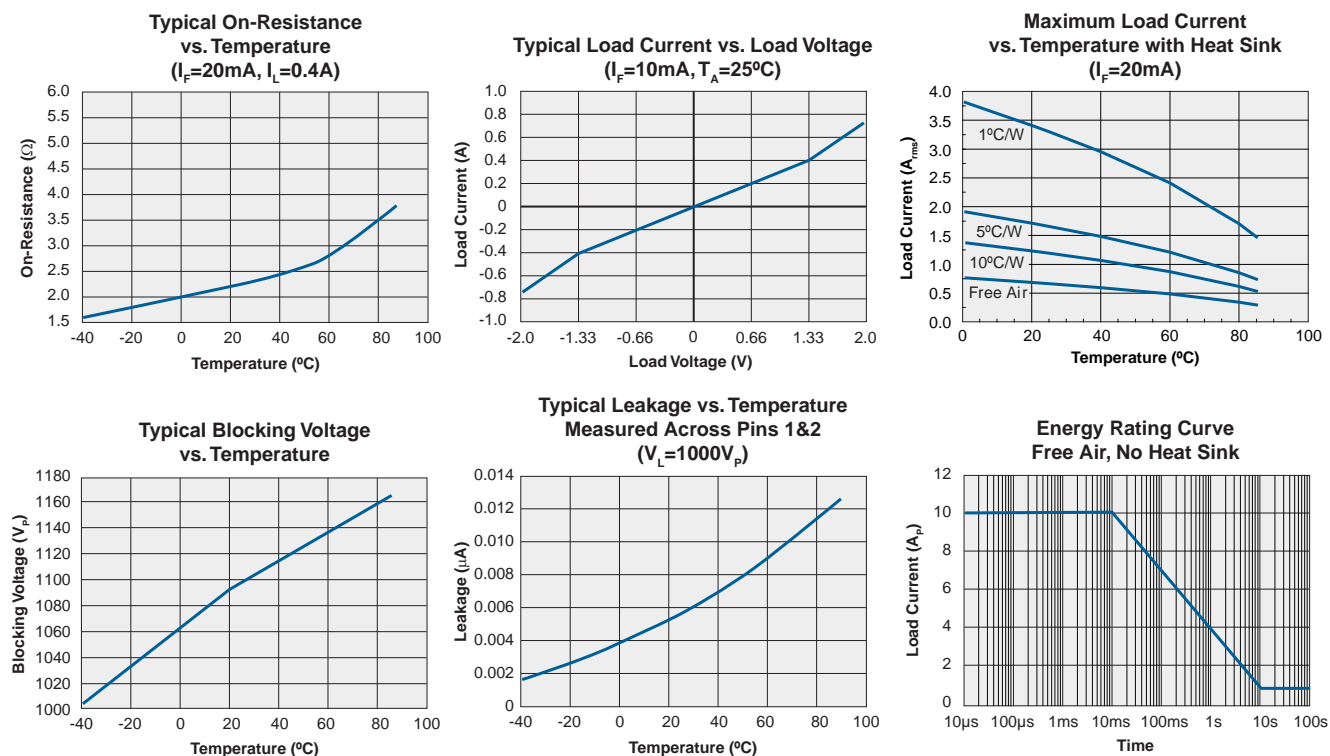 Typical On-Resistance
vs. Temperature
(I_F=20mA, I_L=0.4A)
6.0
5.5
5.0
4.5
4.0
3.5
3.0
2.5
2.0
1.5
On-Resistance (Ω)
-40 -20 0 20 40 60 80 100
Temperature (ºC)
Typical Load Current vs. Load Voltage
(I_F=10mA, T_A=25ºC)
1.0
0.8
0.6
0.4
0.2
0
-0.2
-0.4
-0.6
-0.8
-1.0
Load Current (A)
-2.0 -1.33 -0.66 0 0.66 1.33 2.0
Load Voltage (V)
Maximum Load Current
vs. Temperature with Heat Sink
(I_F=20mA)
4.0
3.5
3.0
2.5
2.0
1.5
1.0
0.5
0.0
Load Current (A_rms)
1ºC/W
5ºC/W
10ºC/W
Free Air
0 20 40 60 80 100
Temperature (ºC)
Typical Blocking Voltage
vs. Temperature
1180
1160
1140
1120
1100
1080
1060
1040
1020
1000
Blocking Voltage (V_P)
-40 -20 0 20 40 60 80 100
Temperature (ºC)
Typical Leakage vs. Temperature
Measured Across Pins 1&2
(V_L=1000V_P)
0.014
0.012
0.010
0.008
0.006
0.004
0.002
0
Leakage (μA)
-40 -20 0 20 40 60 80 100
Temperature (ºC)
Energy Rating Curve
Free Air, No Heat Sink
12
10
8
6
4
2
0
Load Current (A_P)
10μs 100μs 1ms 10ms 100ms 1s 10s 100s
Time